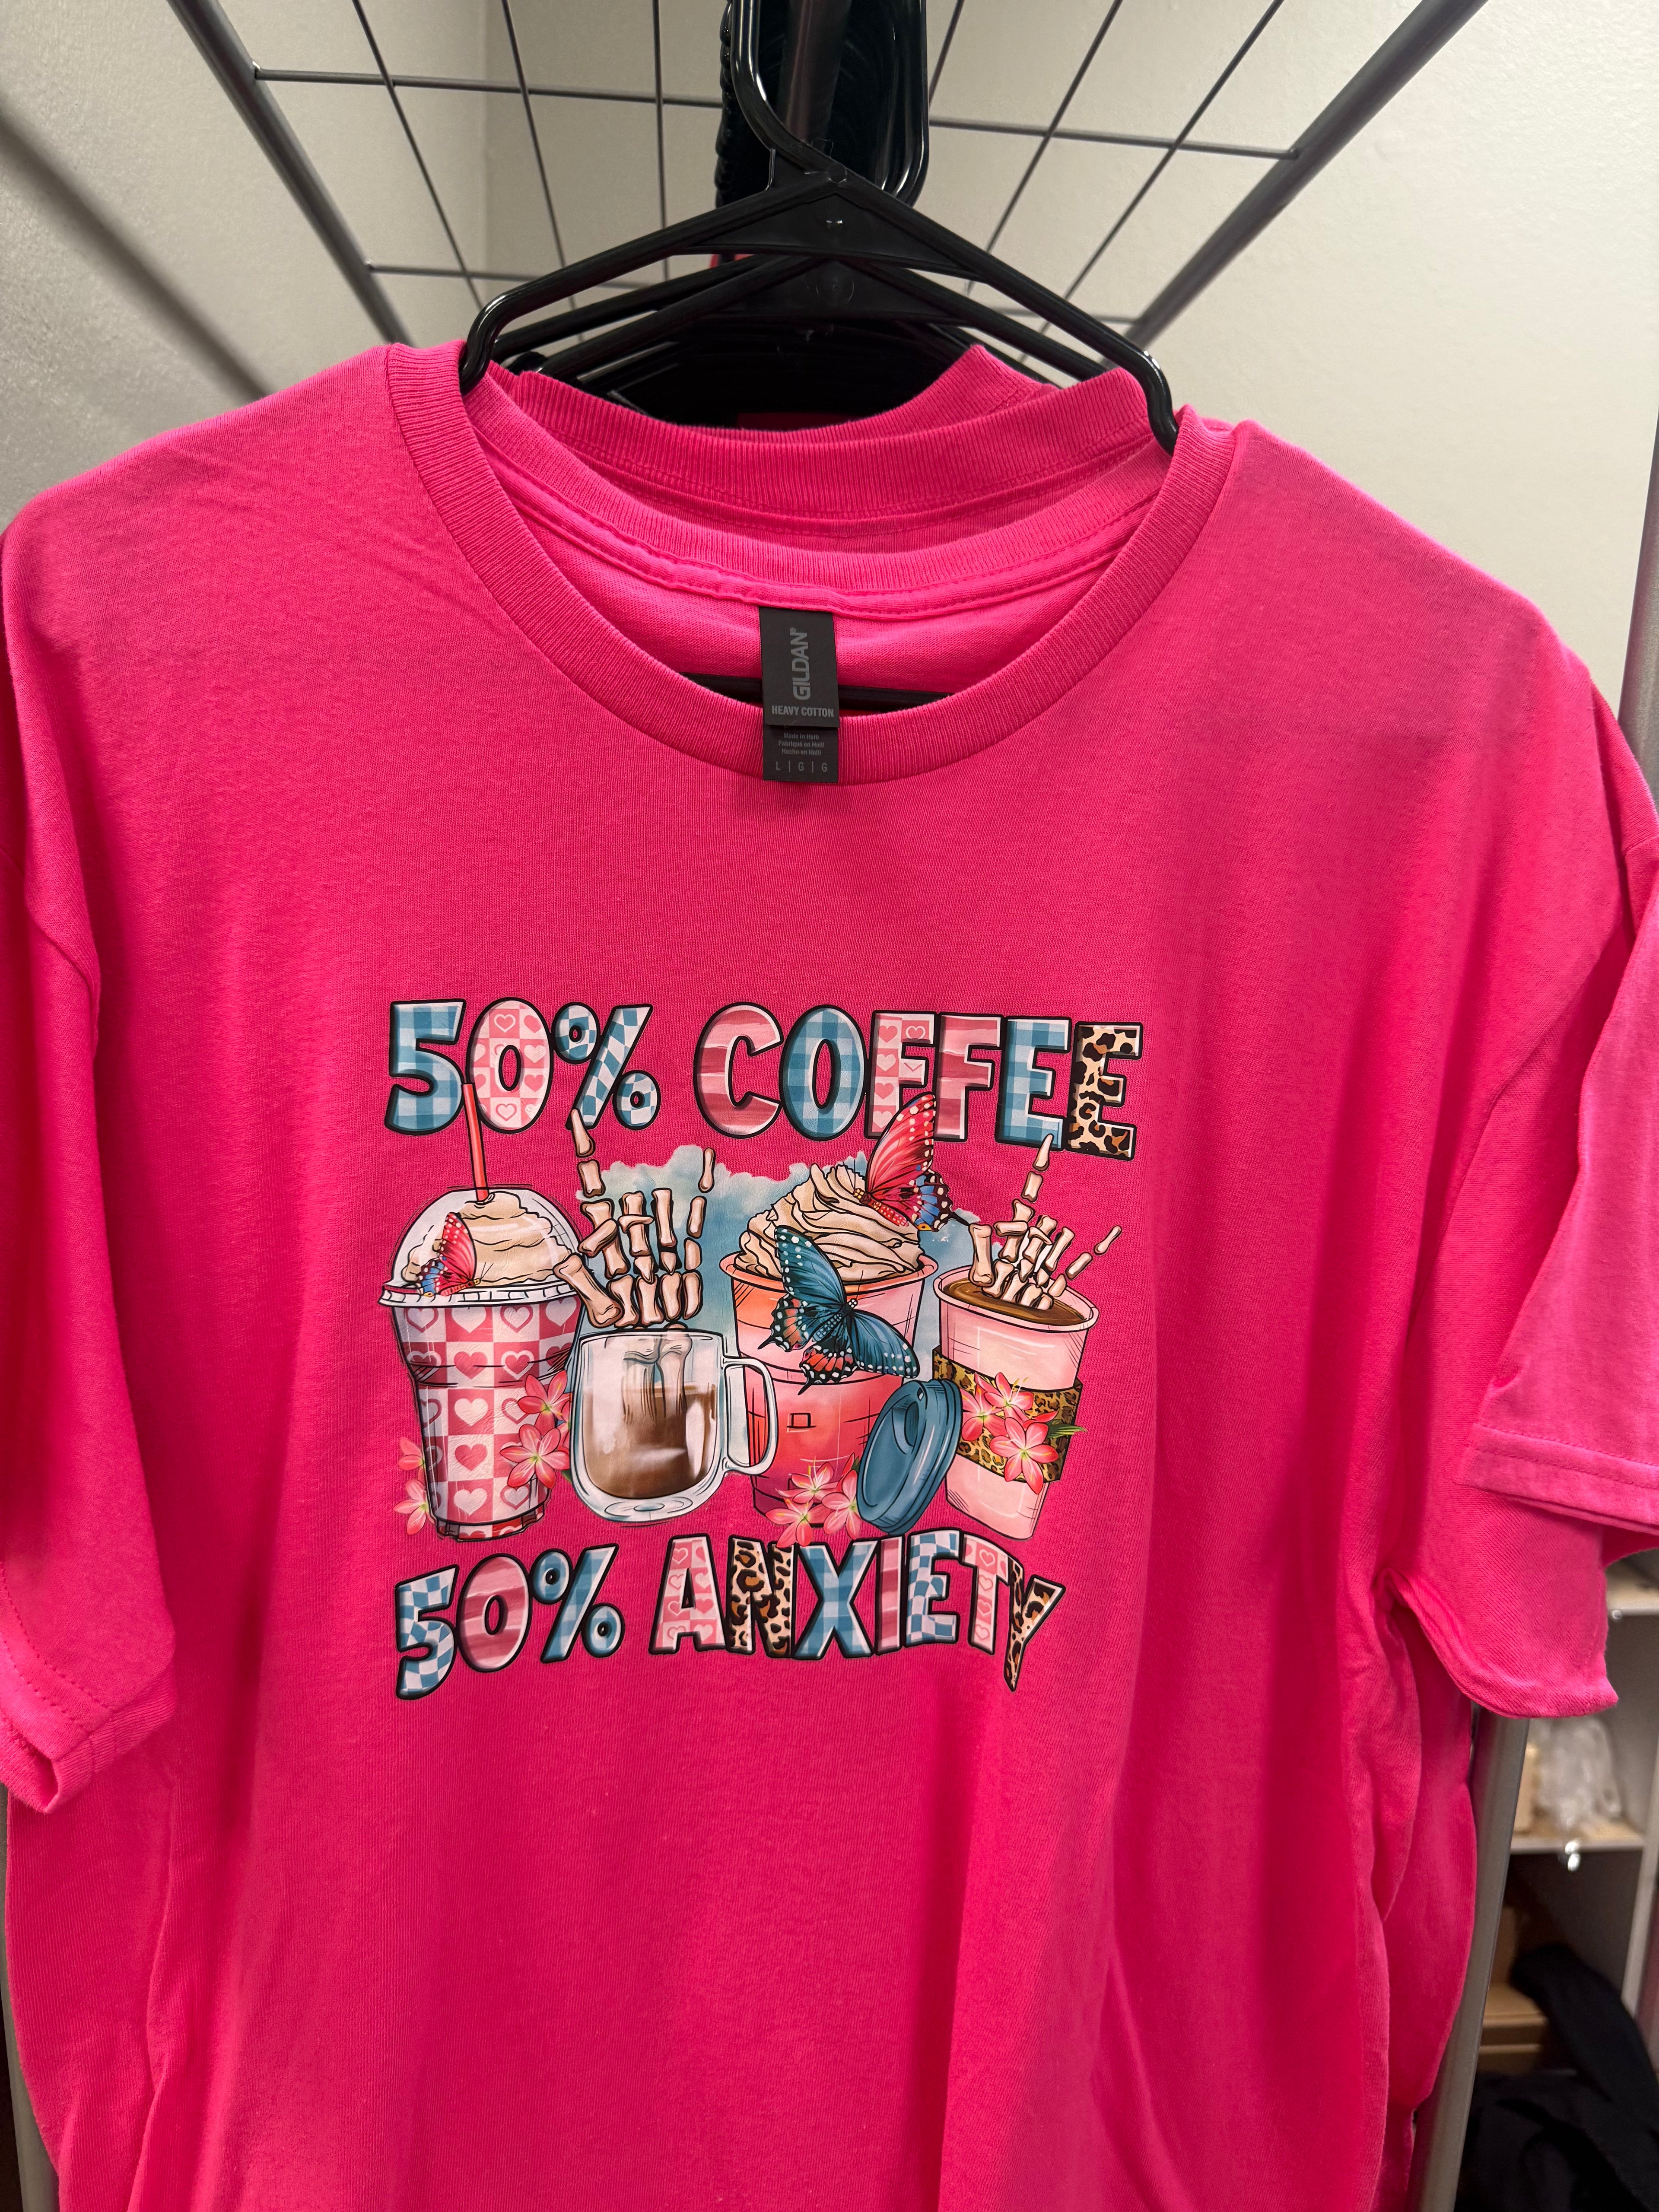 GILDAN®
HEAVY COTTON
Made in Haiti
Fabriqué en Haïti
Hecho en Haití
L | G | G
50% COFFEE
50% ANXIETY